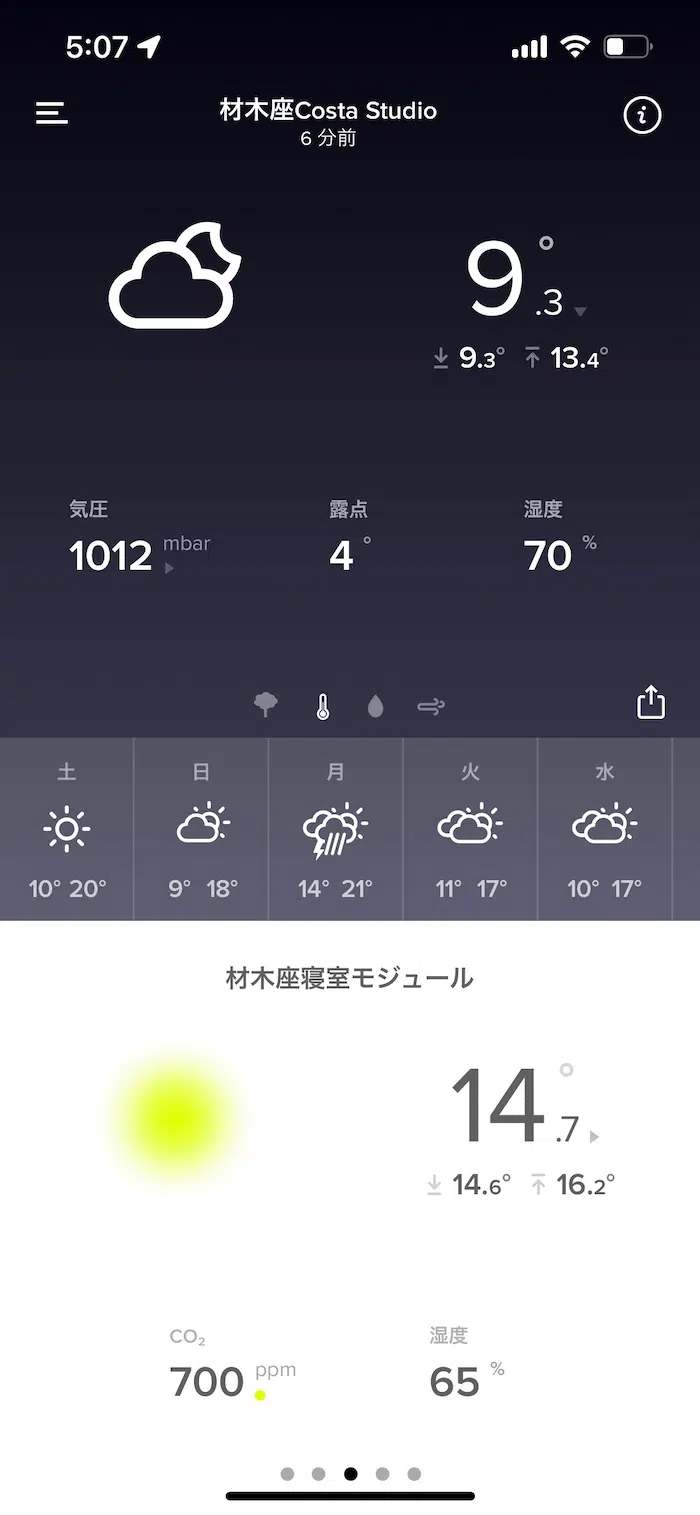 5:07
材木座Costa Studio
6 分前
9.3°
9.3° 13.4°
気圧 露点 湿度
1012 mbar 4° 70 %
土 日 月 火 水
10° 20° 9° 18° 14° 21° 11° 17° 10° 17°
材木座寝室モジュール
14.7°
14.6° 16.2°
CO₂ 湿度
700 ppm 65 %